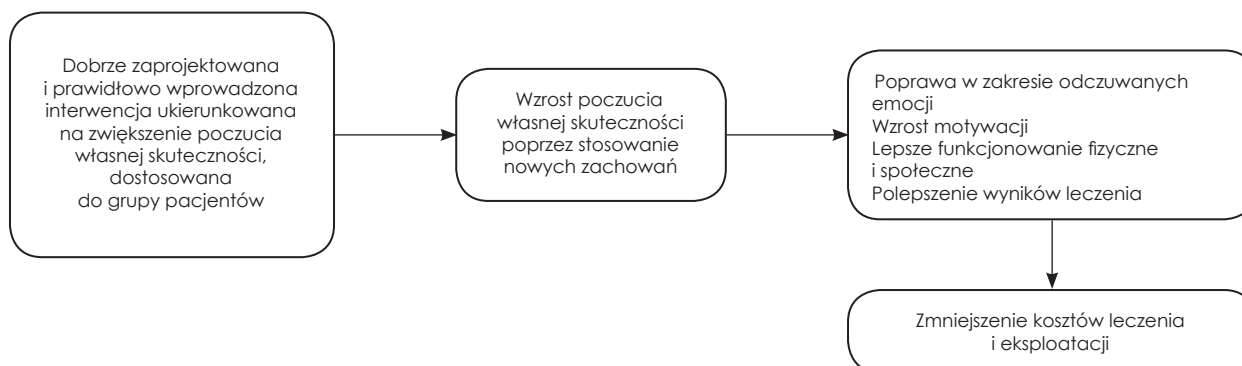 Dobrze zaprojektowana
i prawidłowo wprowadzona
interwencja ukierunkowana
na zwiększenie poczucia
własnej skuteczności,
dostosowana
do grupy pacjentów
Wzrost poczucia
własnej skuteczności
poprzez stosowanie
nowych zachowań
Poprawa w zakresie odczuwanych
emocji
Wzrost motywacji
Lepsze funkcjonowanie fizyczne
i społeczne
Polepszenie wyników leczenia
Zmniejszenie kosztów leczenia
i eksploatacji